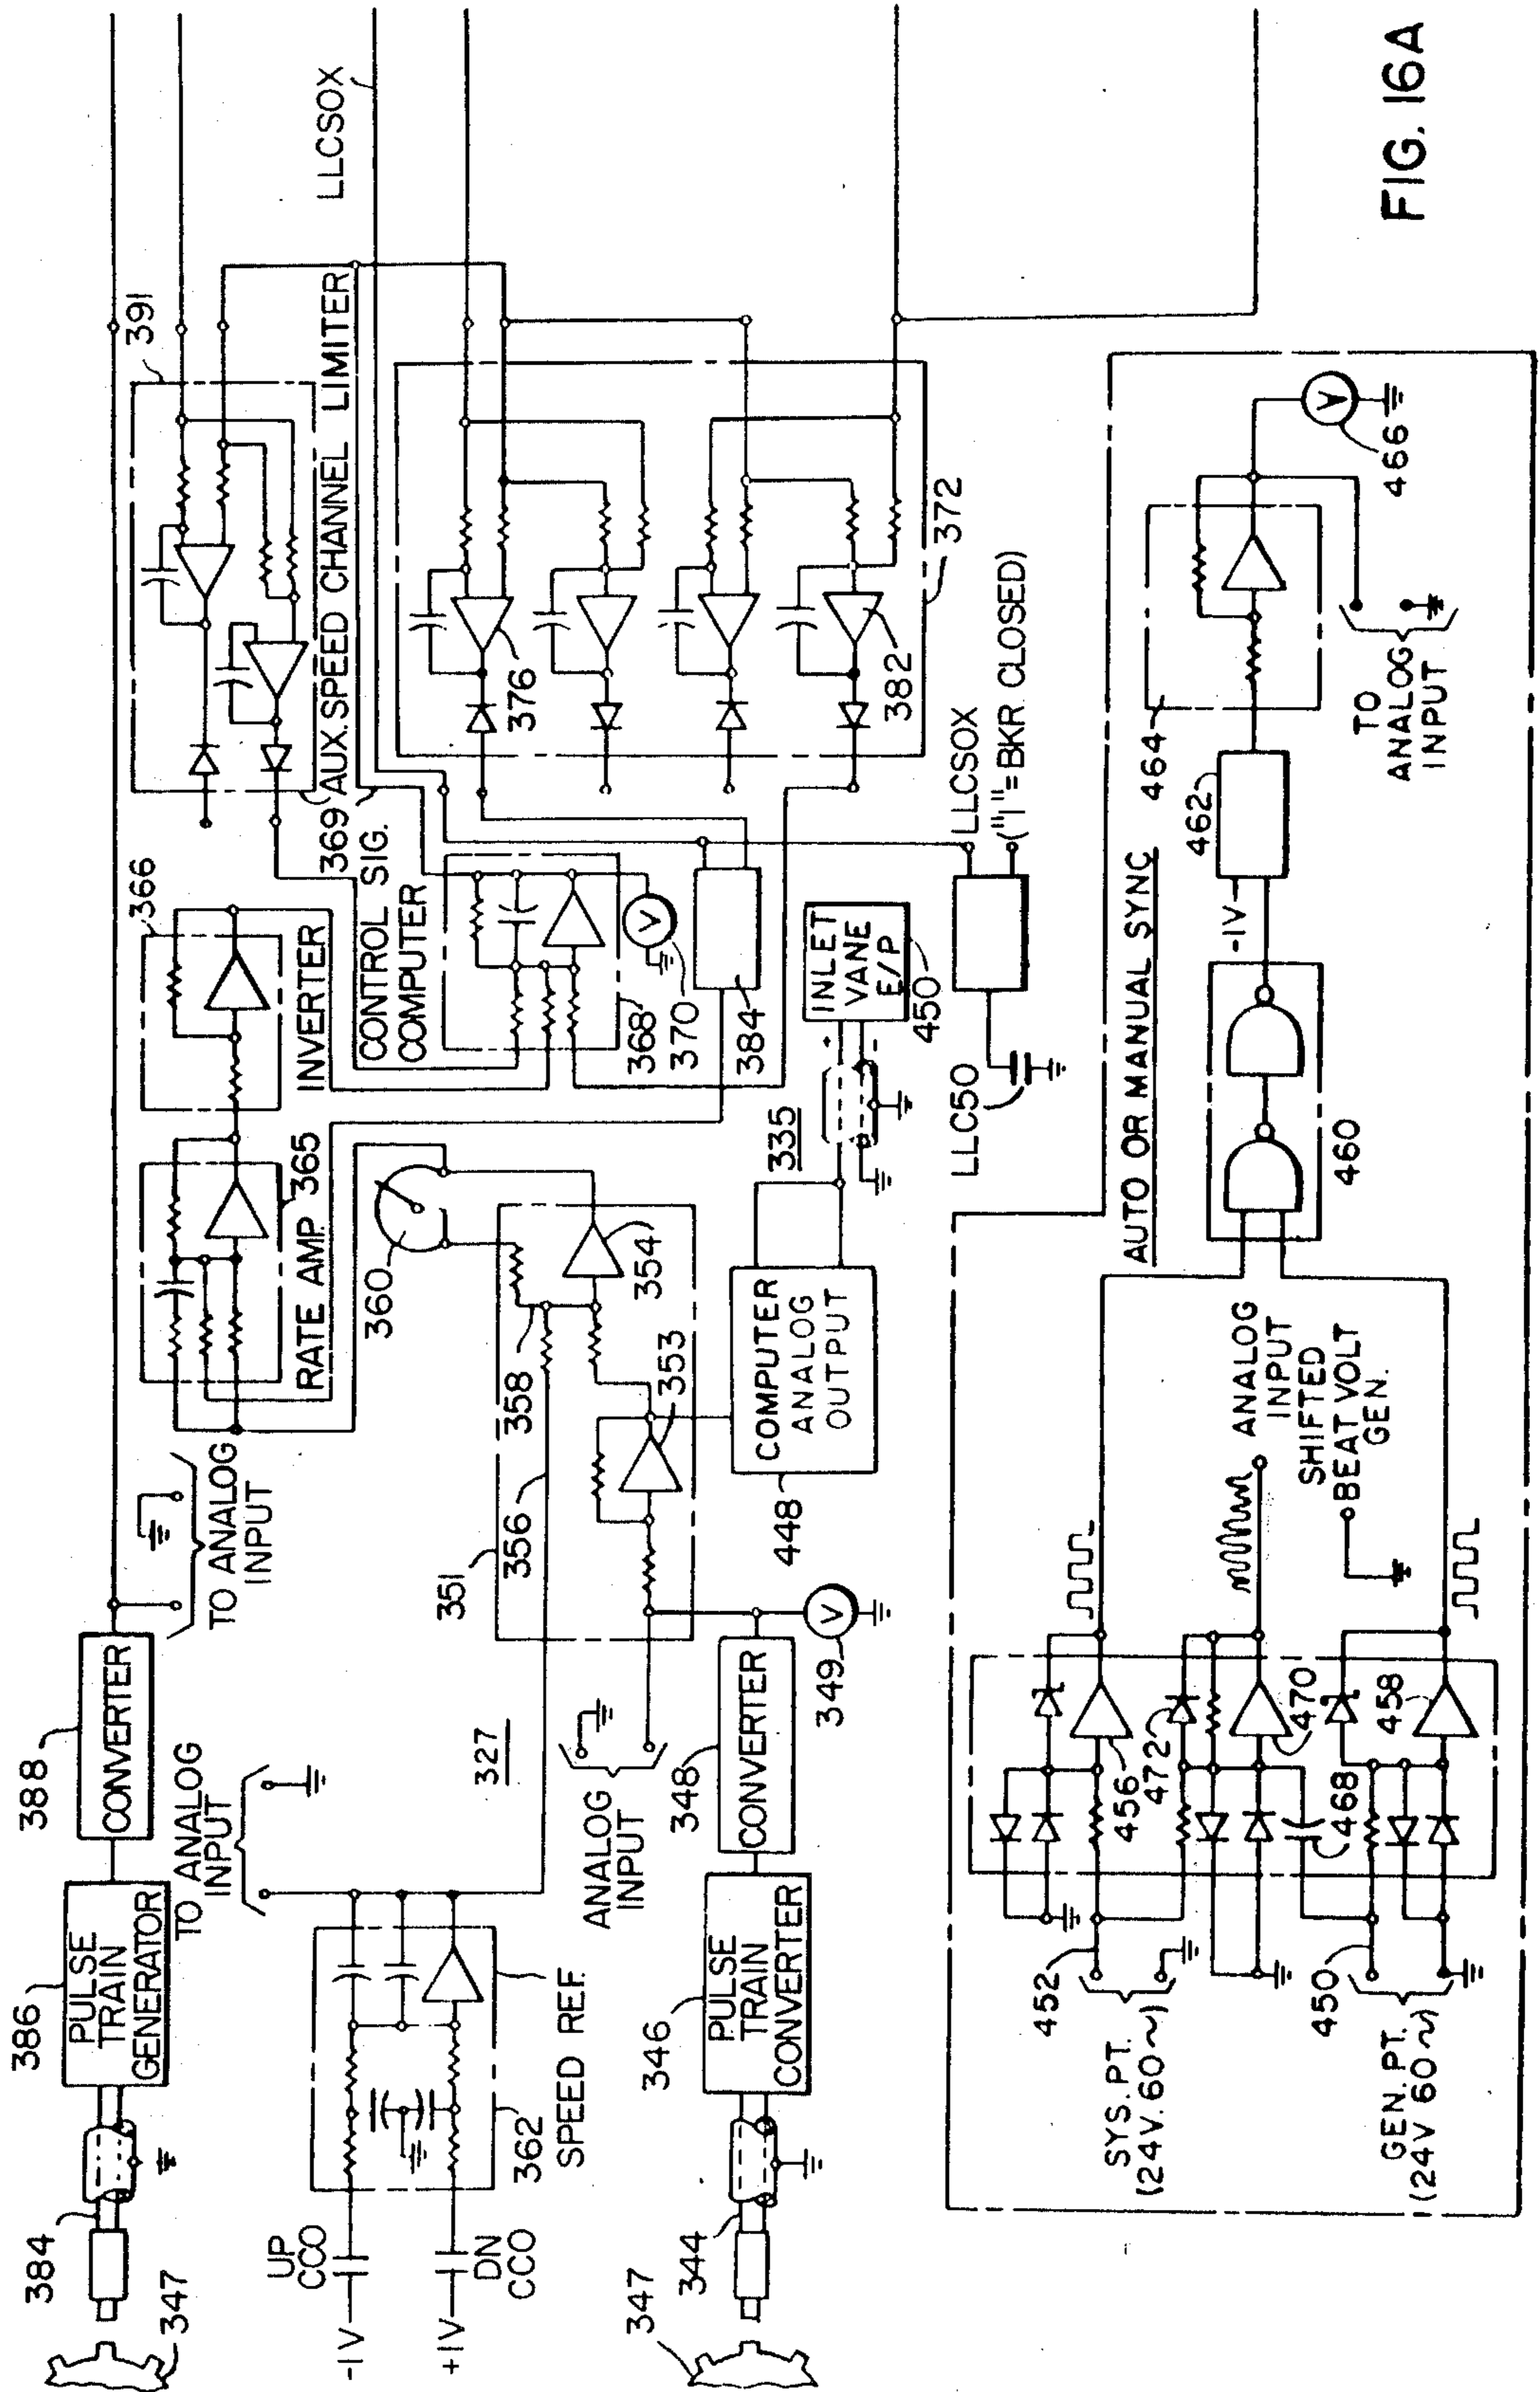 384
347
386
PULSE
TRAIN
GENERATOR
388
CONVERTER
TO ANALOG
INPUT
TO ANALOG
INPUT
RATE AMP.
365
366
INVERTER
391
369
AUX. SPEED CHANNEL LIMITER
LLCSOX
CONTROL SIG.
COMPUTER
368
370
V
384
376
382
372
360
UP
CCO
-1V
+1V
DN
CCO
362
SPEED REF.
327
351
356
358
354
353
ANALOG
INPUT
347
344
346
PULSE
TRAIN
CONVERTER
348
CONVERTER
349
V
448
COMPUTER
ANALOG
OUTPUT
335
+
-
INLET
VANE
E/P
450
LLC50
LLCSOX
("1"=BKR CLOSED)
AUTO OR MANUAL SYNC
452
SYS. PT.
(24V. 60~)
450
GEN. PT.
(24V 60~)
456
472
470
468
458
ANALOG
INPUT
SHIFTED
BEAT VOLT
GEN.
460
-1V
462
464
466
V
TO
ANALOG
INPUT
FIG. 16A